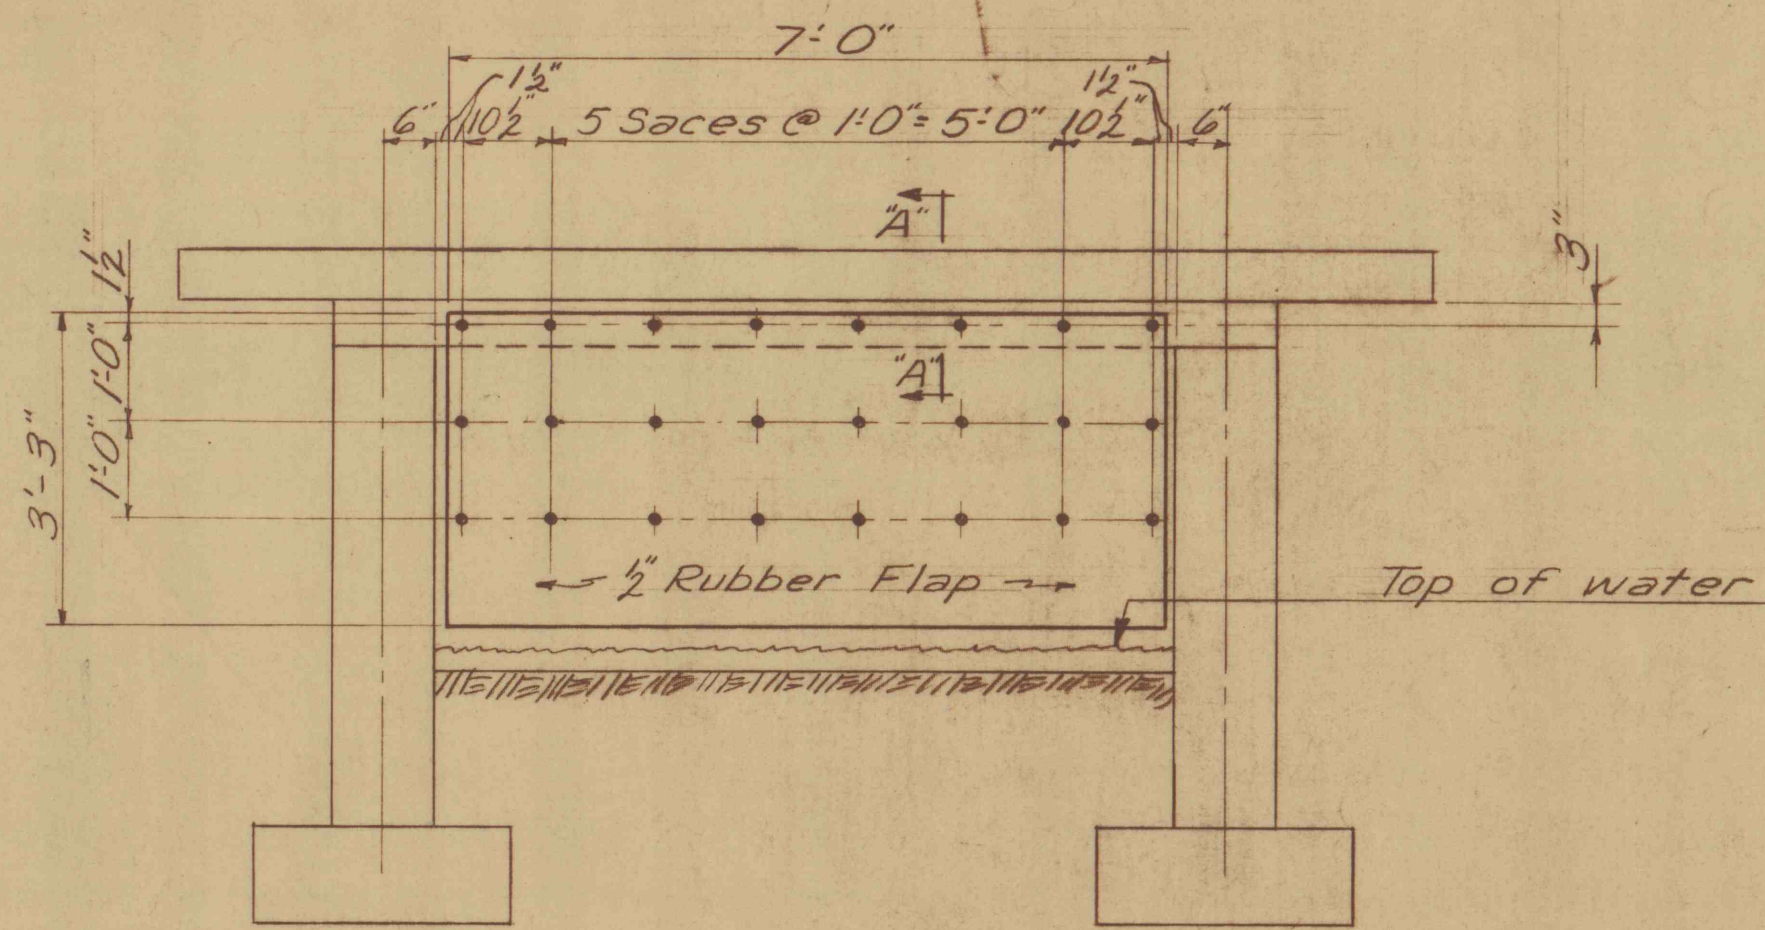 7'-0"
1½" 1½"
6" 10½" 5 Saces @ 1'-0" = 5'-0" 10½" 6"
"A"
1½" 3"
1'-0"
"A"
1'-0"
3'-3"
½" Rubber Flap
Top of water